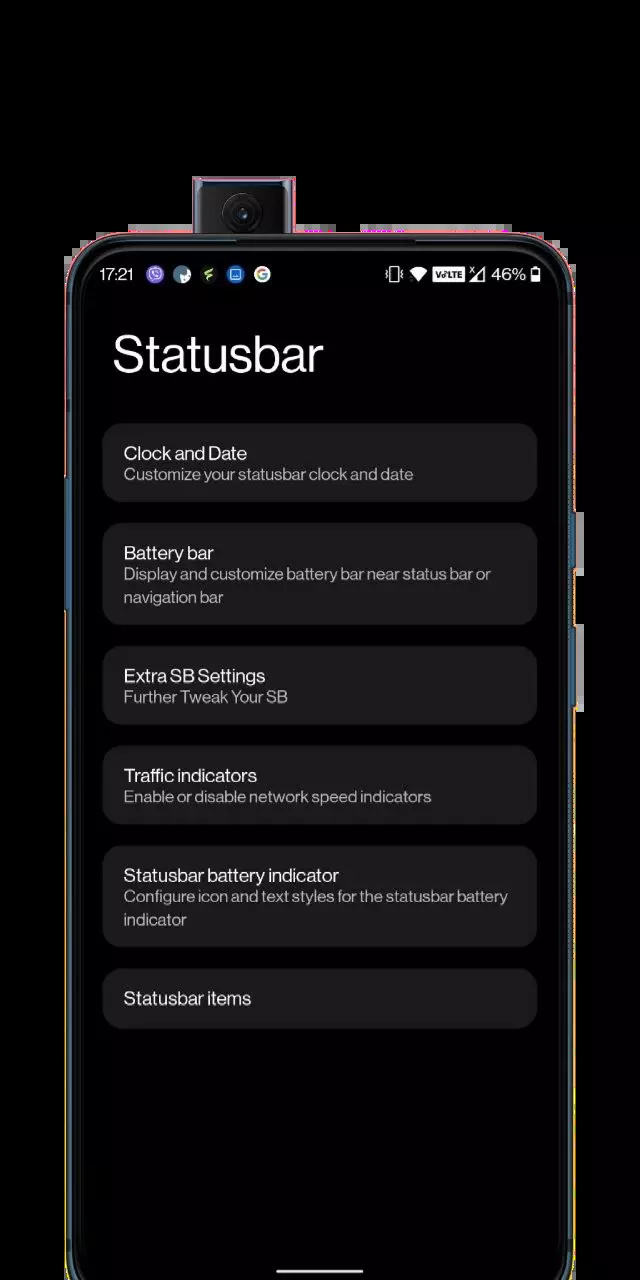 17:21 VoLTE X 46%
Statusbar
Clock and Date
Customize your statusbar clock and date
Battery bar
Display and customize battery bar near status bar or
navigation bar
Extra SB Settings
Further Tweak Your SB
Traffic indicators
Enable or disable network speed indicators
Statusbar battery indicator
Configure icon and text styles for the statusbar battery
indicator
Statusbar items